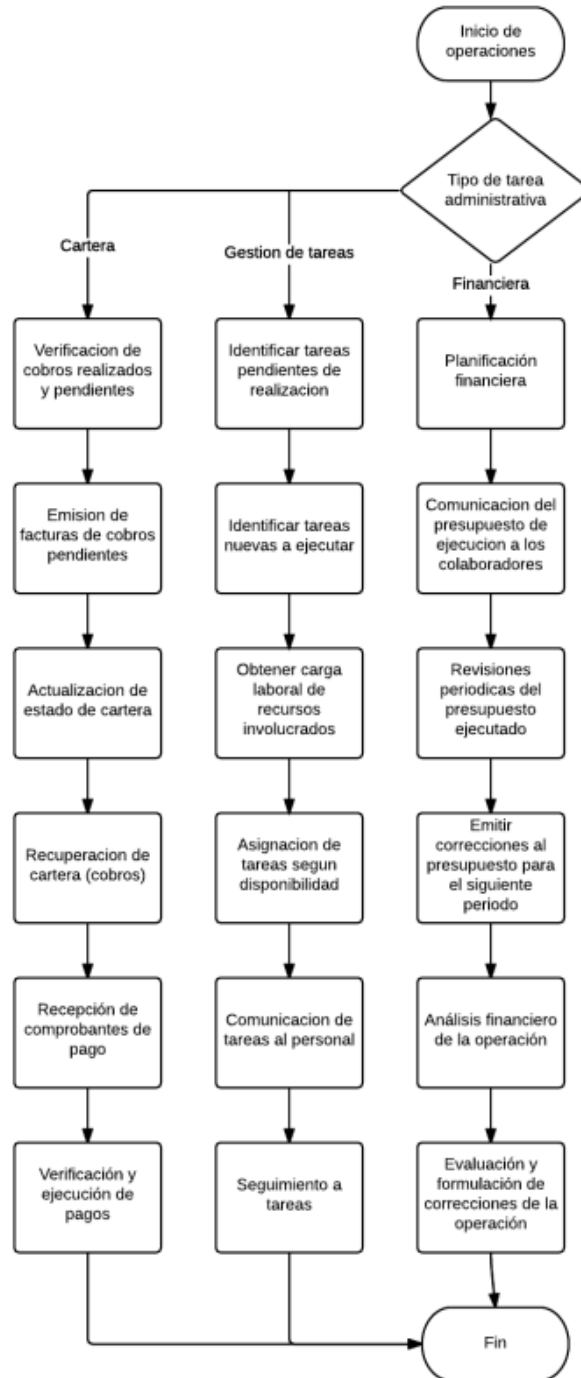 Inicio de
operaciones
Tipo de tarea
administrativa
Cartera
Gestion de tareas
Financiera
Verificacion de
cobros realizados
y pendientes
Identificar tareas
pendientes de
realizacion
Planificación
financiera
Emision de
facturas de cobros
pendientes
Identificar tareas
nuevas a ejecutar
Comunicacion del
presupuesto de
ejecucion a los
colaboradores
Actualizacion de
estado de cartera
Obtener carga
laboral de
recursos
involucrados
Revisiones
periodicas del
presupuesto
ejecutado
Recuperacion de
cartera (cobros)
Asignacion de
tareas segun
disponibilidad
Emitir
correcciones al
presupuesto para
el siguiente
periodo
Recepción de
comprobantes de
pago
Comunicacion de
tareas al personal
Análisis financiero
de la operación
Verificación y
ejecución de
pagos
Seguimiento a
tareas
Evaluación y
formulación de
correcciones de la
operación
Fin